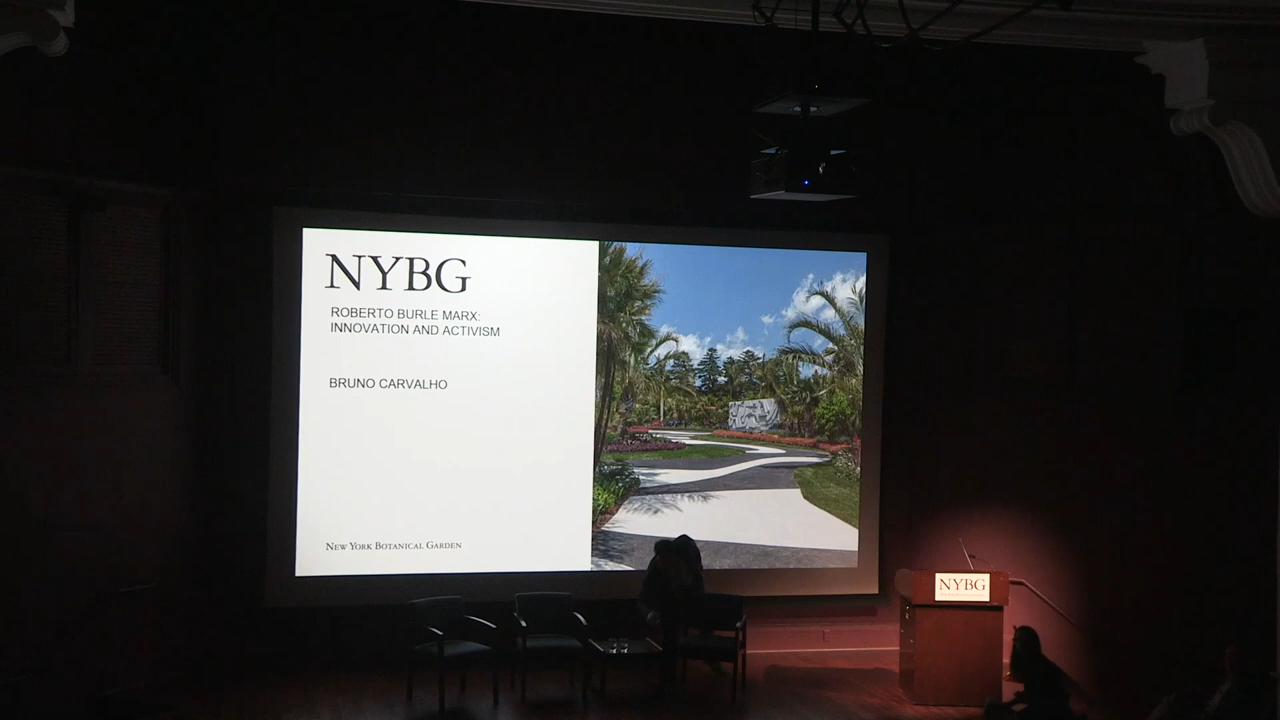 NYBG
ROBERTO BURLE MARX:
INNOVATION AND ACTIVISM
BRUNO CARVALHO
NEW YORK BOTANICAL GARDEN
NYBG